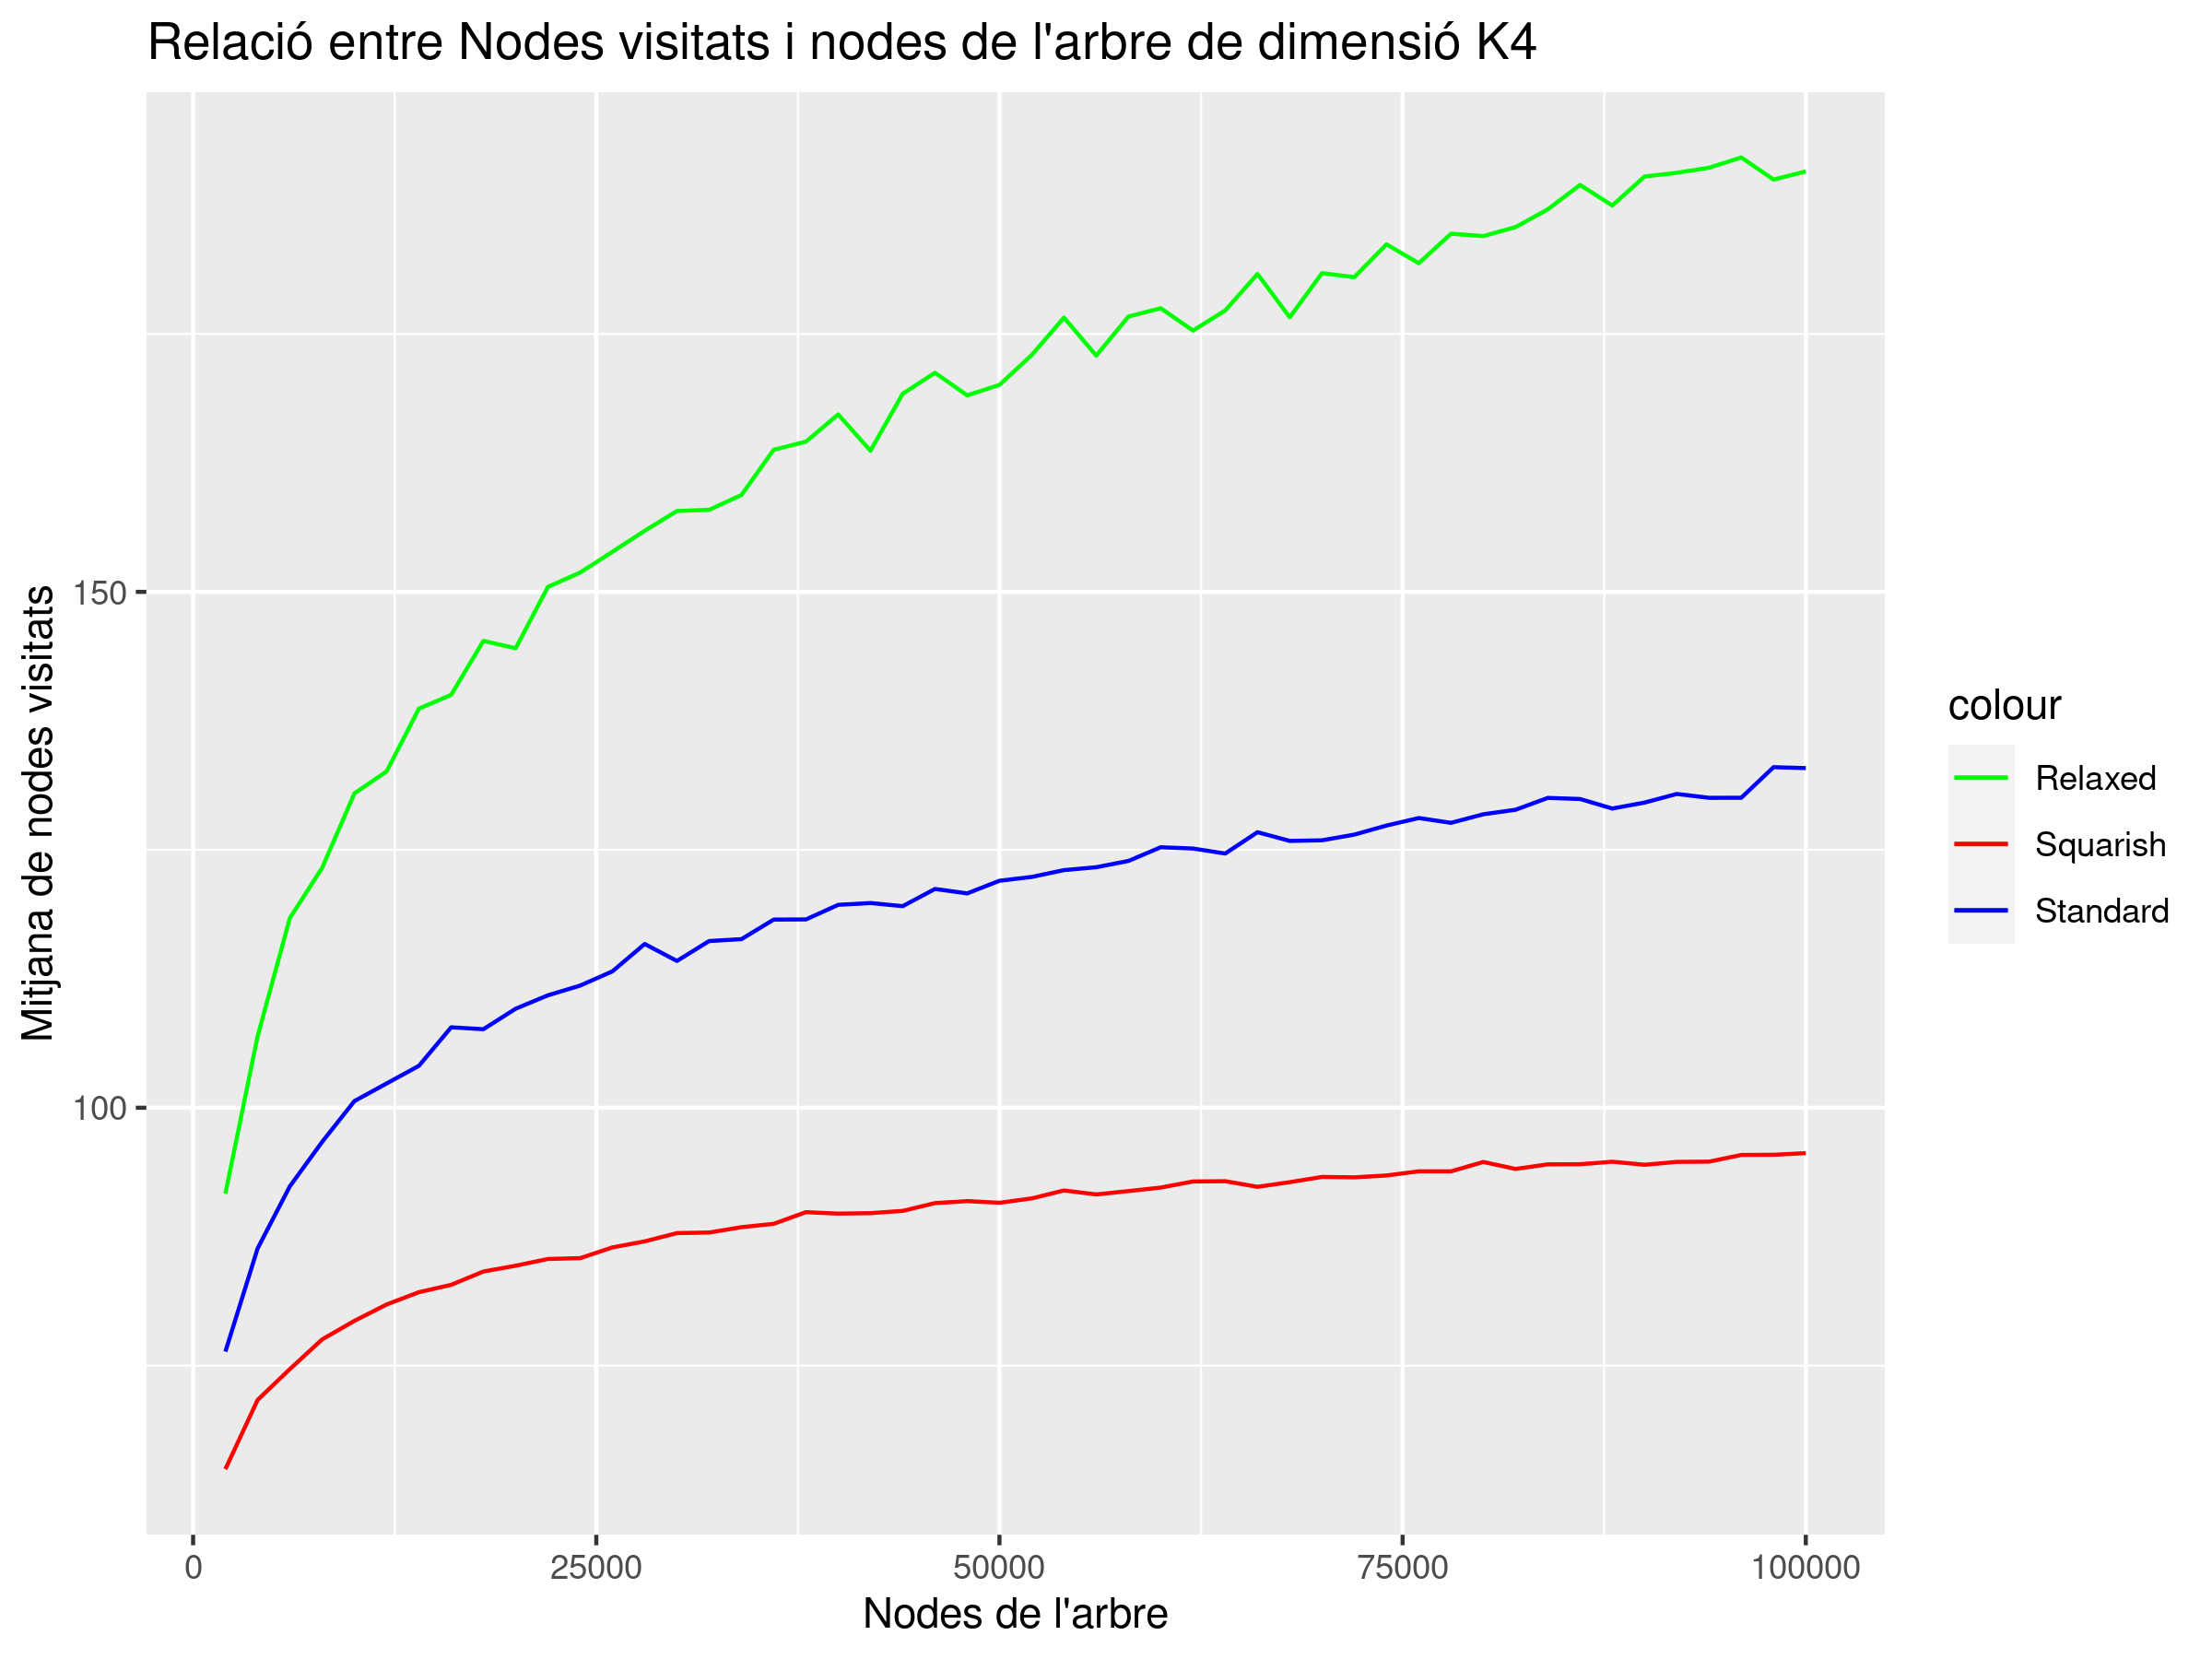 Relació entre Nodes visitats i nodes de l'arbre de dimensió K4
Mitjana de nodes visitats
150
100
0
25000
50000
75000
100000
Nodes de l'arbre
colour
Relaxed
Squarish
Standard